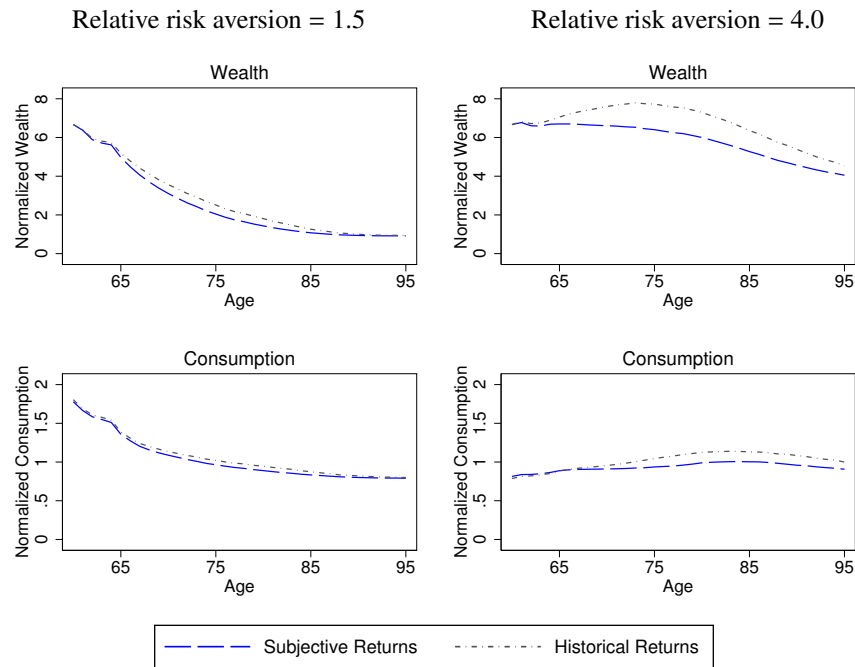 Relative risk aversion = 1.5
Relative risk aversion = 4.0
Wealth
Normalized Wealth
8
6
4
2
0
65 75 85 95
Age
Wealth
Normalized Wealth
8
6
4
2
0
65 75 85 95
Age
Consumption
Normalized Consumption
2
1.5
1
.5
0
65 75 85 95
Age
Consumption
Normalized Consumption
2
1.5
1
.5
0
65 75 85 95
Age
Subjective Returns Historical Returns